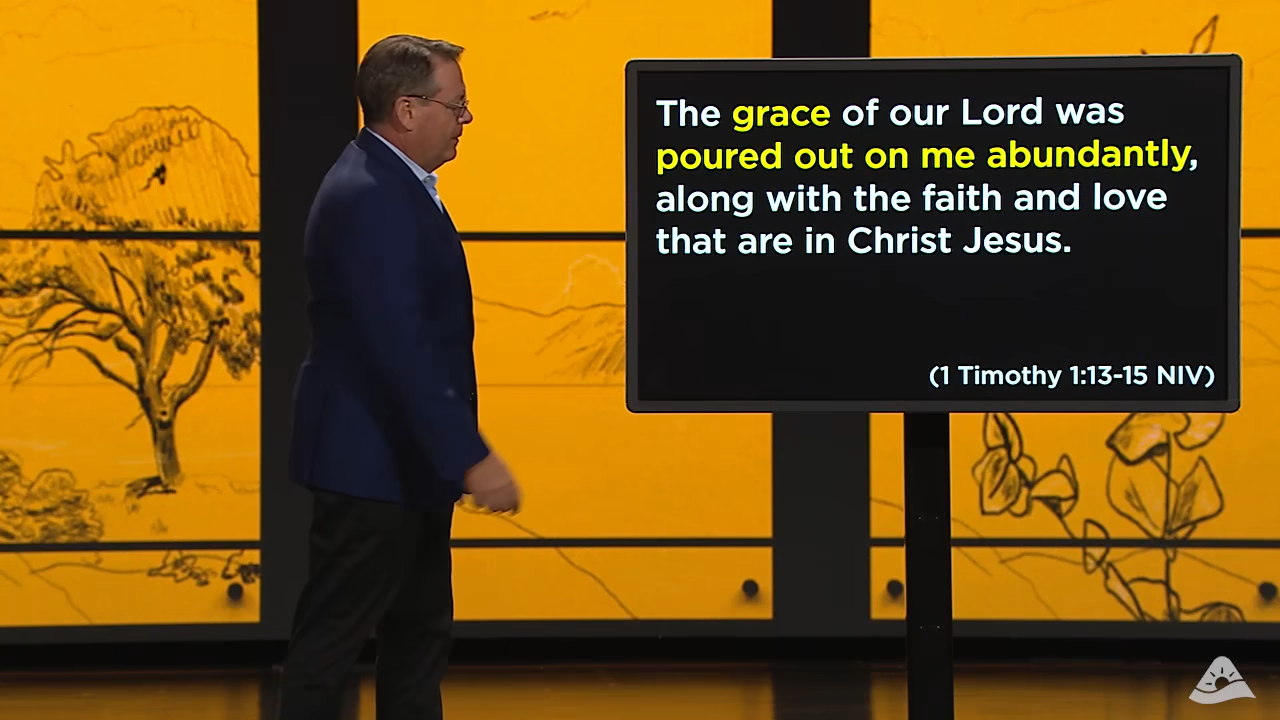 The grace of our Lord was
poured out on me abundantly,
along with the faith and love
that are in Christ Jesus.
(1 Timothy 1:13-15 NIV)